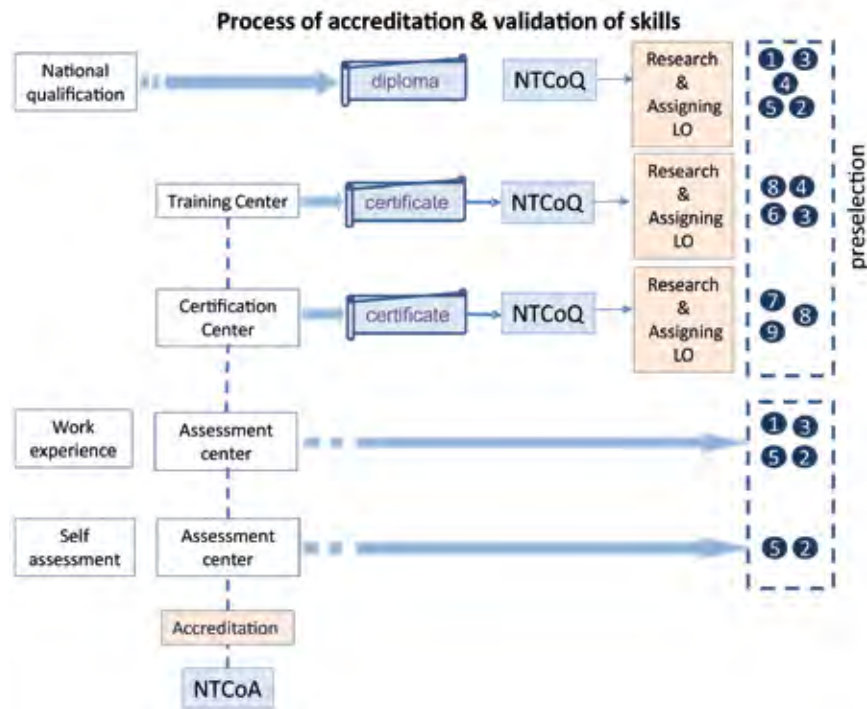 Process of accreditation & validation of skills
National
qualification
diploma
NTCoQ
Research
&
Assigning
LO
1 3
4
5 2
Training Center
certificate
NTCoQ
Research
&
Assigning
LO
8 4
6 3
Certification
Center
certificate
NTCoQ
Research
&
Assigning
LO
7
8
9
preselection
Work
experience
Assessment
center
1 3
5 2
Self
assessment
Assessment
center
5 2
Accreditation
NTCoA